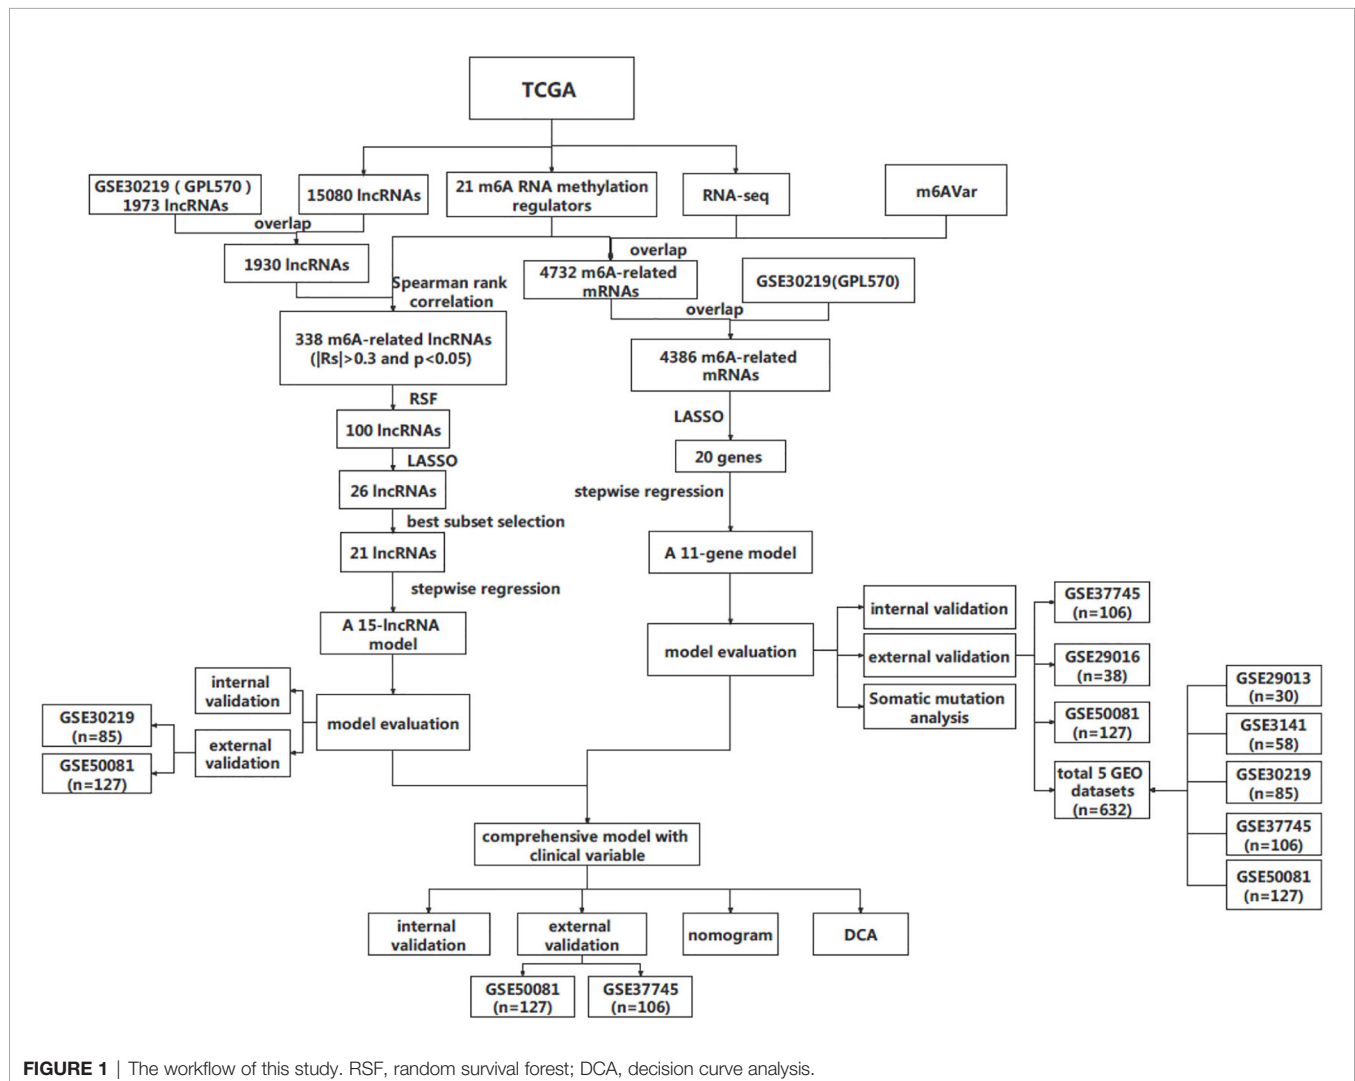 TCGA
GSE30219 ( GPL570 )
1973 lncRNAs
15080 lncRNAs
21 m6A RNA methylation
regulators
RNA-seq
m6AVar
overlap
1930 lncRNAs
Spearman rank
correlation
overlap
4732 m6A-related
mRNAs
GSE30219(GPL570)
overlap
338 m6A-related lncRNAs
(|Rs|>0.3 and p<0.05)
4386 m6A-related
mRNAs
RSF
100 lncRNAs
LASSO
26 lncRNAs
best subset selection
21 lncRNAs
stepwise regression
A 15-lncRNA
model
LASSO
20 genes
stepwise regression
A 11-gene model
model evaluation
internal validation
external validation
Somatic mutation
analysis
GSE37745
(n=106)
GSE29016
(n=38)
GSE50081
(n=127)
total 5 GEO
datasets
(n=632)
GSE29013
(n=30)
GSE3141
(n=58)
GSE30219
(n=85)
GSE37745
(n=106)
GSE50081
(n=127)
internal
validation
external
validation
model evaluation
GSE30219
(n=85)
GSE50081
(n=127)
comprehensive model with
clinical variable
internal
validation
external
validation
nomogram
DCA
GSE50081
(n=127)
GSE37745
(n=106)
FIGURE 1 | The workflow of this study. RSF, random survival forest; DCA, decision curve analysis.